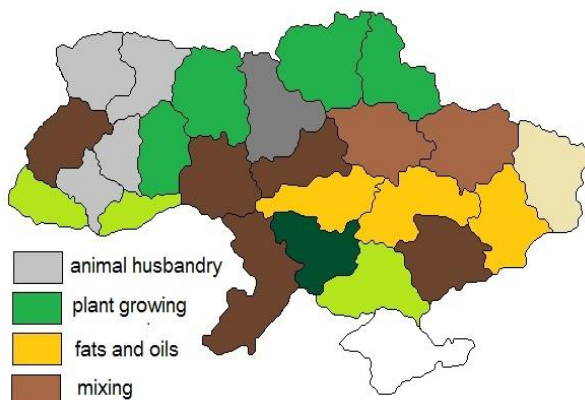 animal husbandry
plant growing
fats and oils
mixing